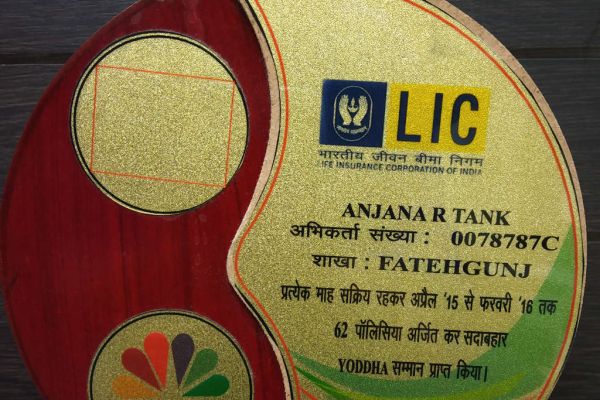 LIC
भारतीय जीवन बीमा निगम
LIFE INSURANCE CORPORATION OF INDIA
ANJANA R TANK
अभिकर्ता संख्या : 0078787C
शाखा : FATEHGUNJ
प्रत्येक माह सक्रिय रहकर अप्रैल '15 से फरवरी '16 तक
62 पॉलिसिया अर्जित कर सदाबहार
YODDHA सम्मान प्राप्त किया।